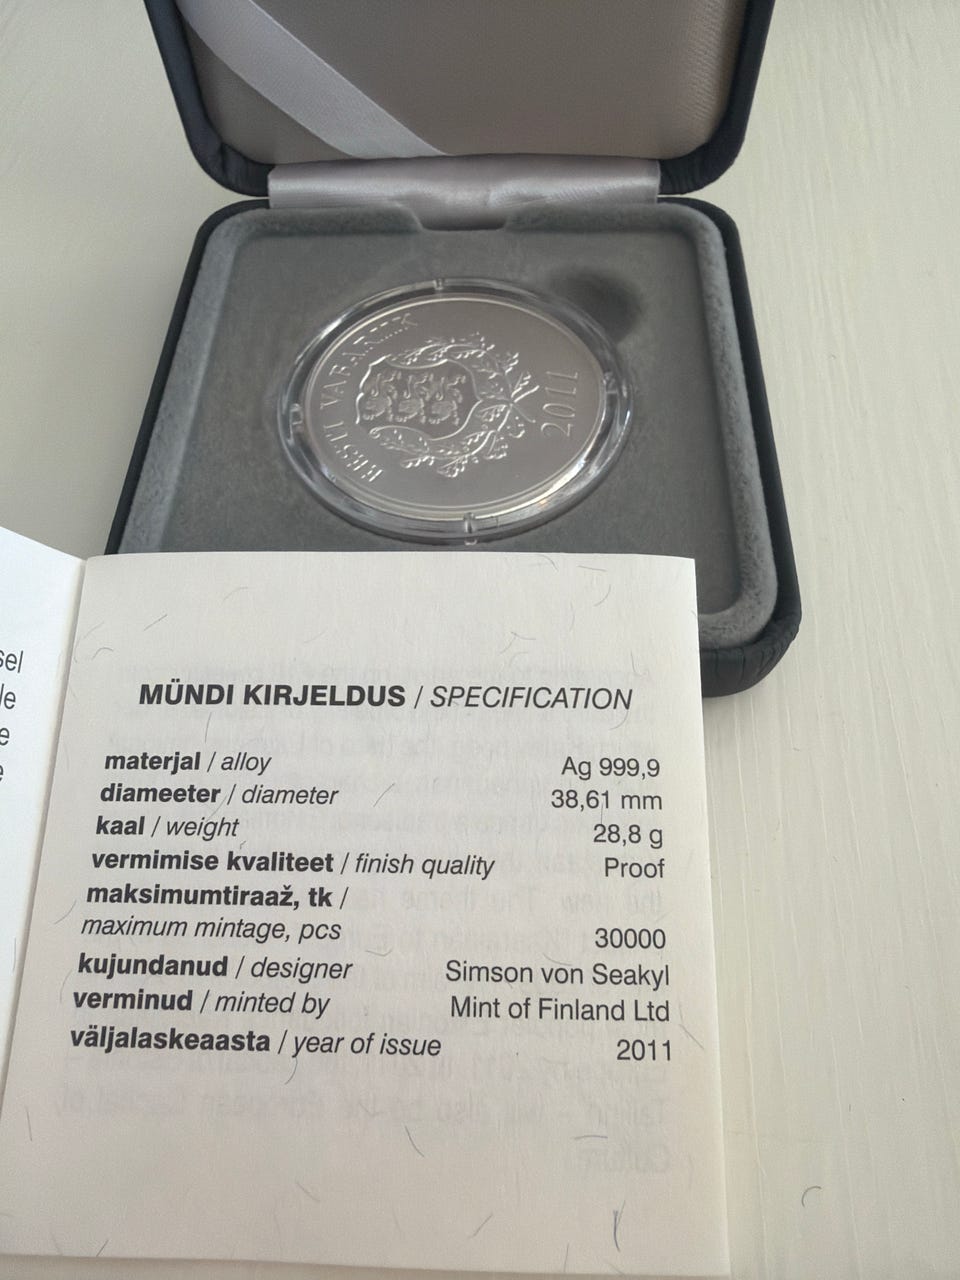 EESTI VABARIIK
2011
sel
MÜNDI KIRJELDUS / SPECIFICATION
materjal / alloy Ag 999,9
diameeter / diameter 38,61 mm
kaal / weight 28,8 g
vermimise kvaliteet / finish quality Proof
maksimumtiraaž, tk /
maximum mintage, pcs 30000
kujundanud / designer Simson von Seakyl
verminud / minted by Mint of Finland Ltd
väljalaskeaasta / year of issue 2011